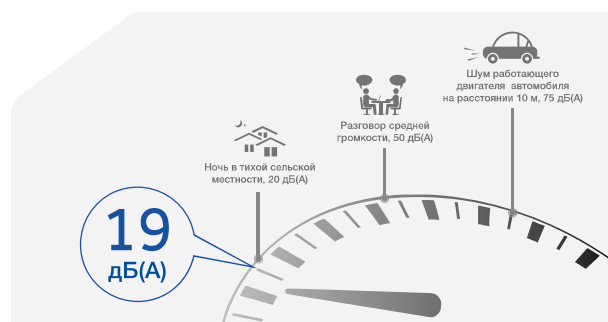 Шум работающего
двигателя автомобиля
на расстоянии 10 м, 75 дБ(А)
Разговор средней
громкости, 50 дБ(А)
Ночь в тихой сельской
местности, 20 дБ(А)
19
дБ(А)